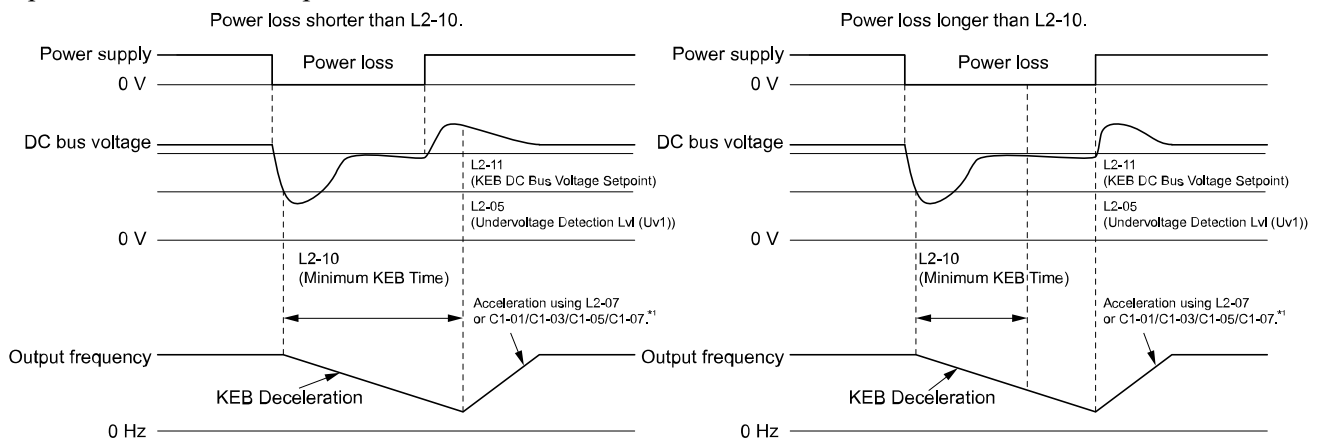 Power loss shorter than L2-10.
Power supply
Power loss
0 V
DC bus voltage
L2-11
(KEB DC Bus Voltage Setpoint)
L2-05
(Undervoltage Detection Lvl (Uv1))
0 V
L2-10
(Minimum KEB Time)
Acceleration using L2-07
or C1-01/C1-03/C1-05/C1-07.*1
Output frequency
KEB Deceleration
0 Hz
Power loss longer than L2-10.
Power supply
Power loss
0 V
DC bus voltage
L2-11
(KEB DC Bus Voltage Setpoint)
L2-05
(Undervoltage Detection Lvl (Uv1))
0 V
L2-10
(Minimum KEB Time)
Acceleration using L2-07
or C1-01/C1-03/C1-05/C1-07.*1
Output frequency
KEB Deceleration
0 Hz